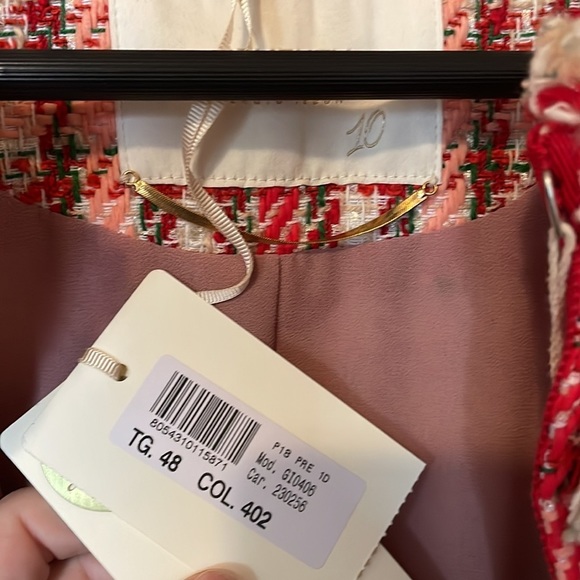 10
P18 PRE 1D
Mod. GI0406
Car. 230256
8054310115871
TG. 48 COL. 402